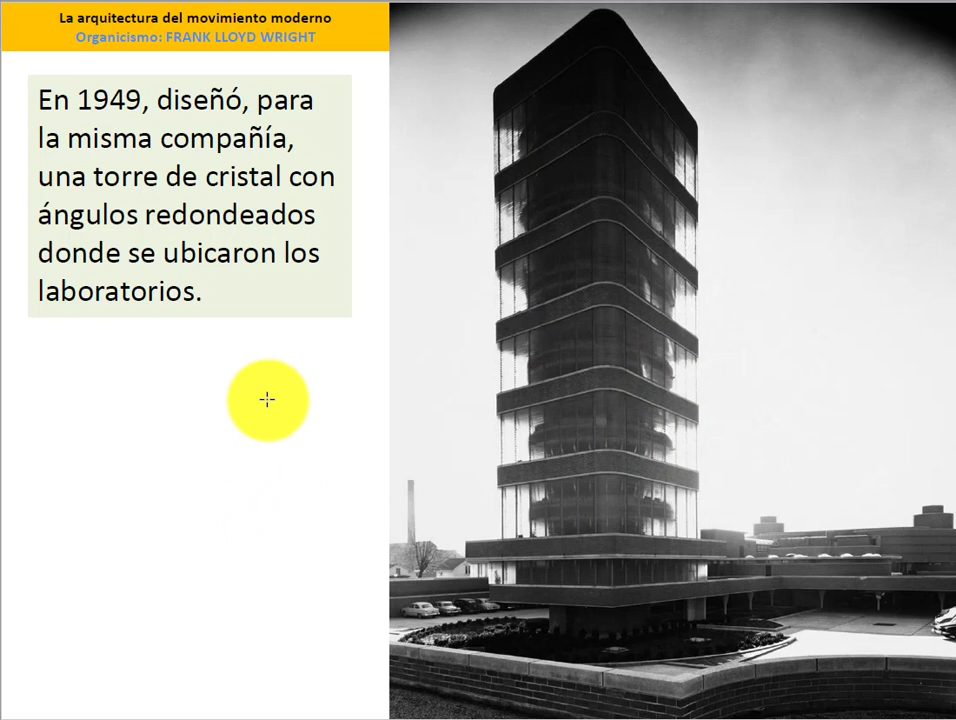 La arquitectura del movimiento moderno
Organicismo: FRANK LLOYD WRIGHT
En 1949, diseñó, para
la misma compañía,
una torre de cristal con
ángulos redondeados
donde se ubicaron los
laboratorios.